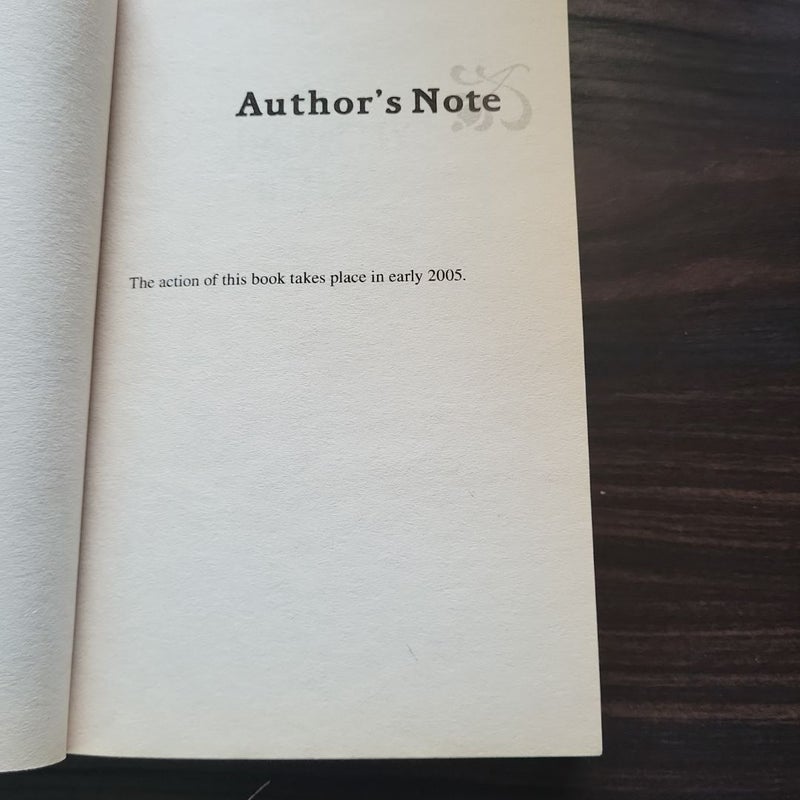 Author's Note
The action of this book takes place in early 2005.